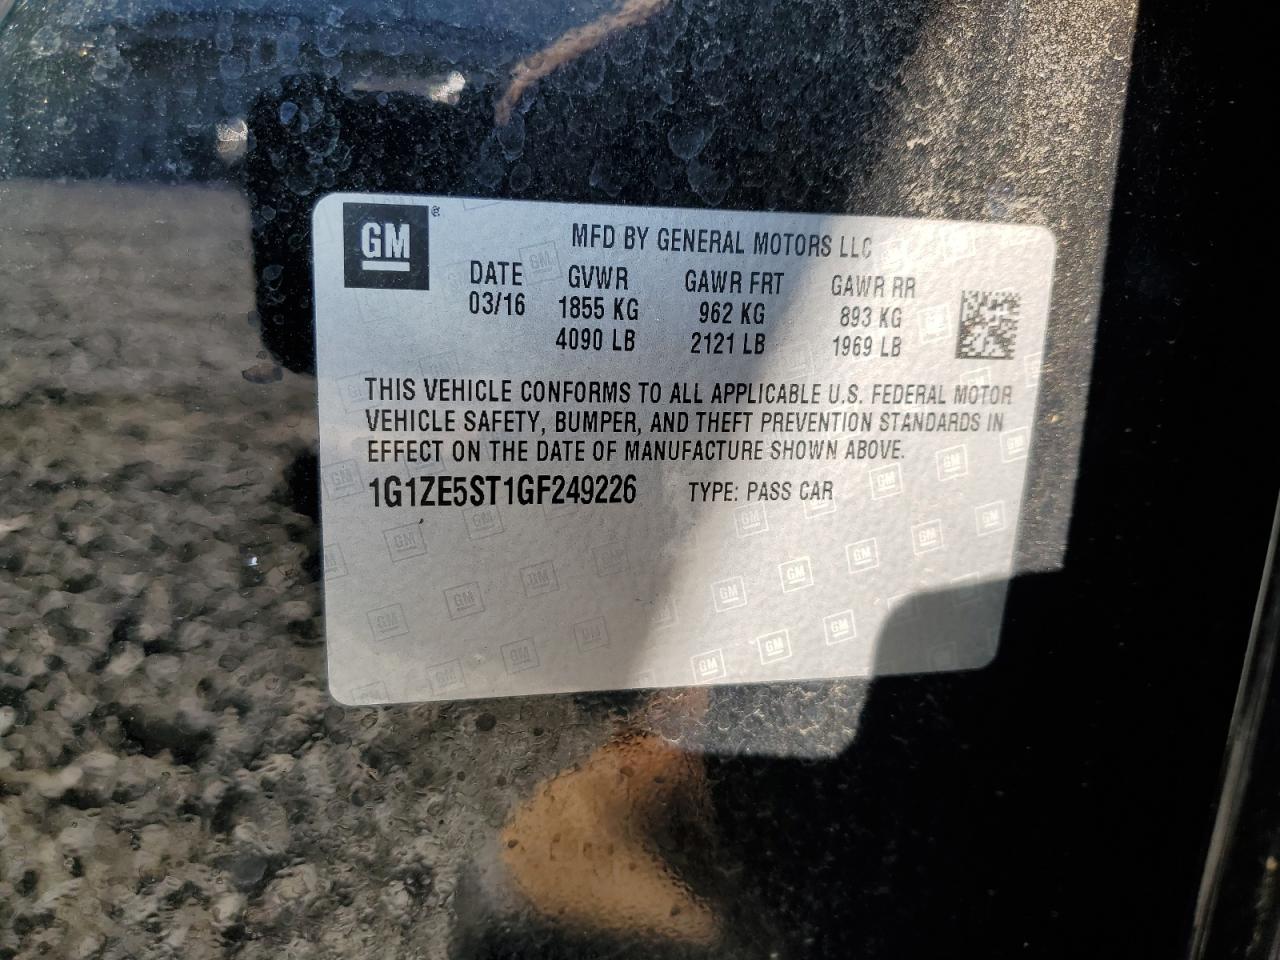 GM ®
MFD BY GENERAL MOTORS LLC
DATE GVWR GAWR FRT GAWR RR
03/16 1855 KG 962 KG 893 KG
4090 LB 2121 LB 1969 LB
THIS VEHICLE CONFORMS TO ALL APPLICABLE U.S. FEDERAL MOTOR
VEHICLE SAFETY, BUMPER, AND THEFT PREVENTION STANDARDS IN
EFFECT ON THE DATE OF MANUFACTURE SHOWN ABOVE.
1G1ZE5ST1GF249226 TYPE: PASS CAR